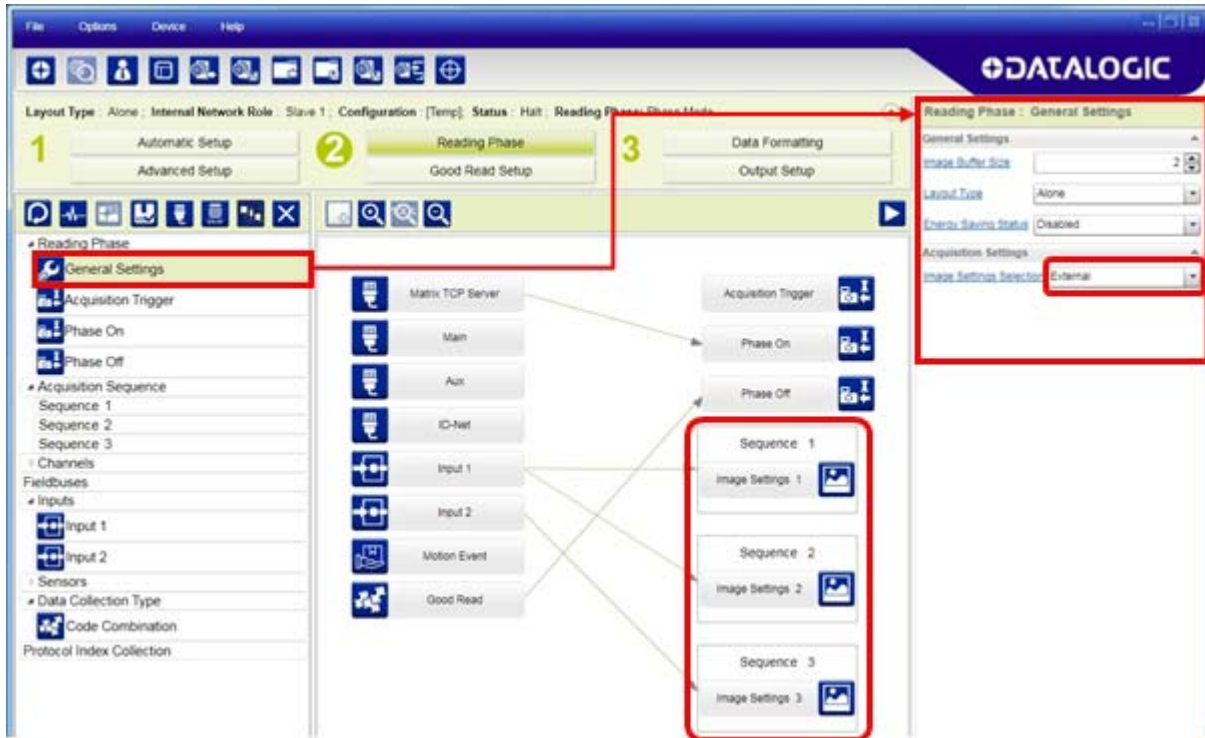 File Options Device Help
DATALOGIC
Layout Type : Alone ; Internal Network Role : Slave 1 ; Configuration : [Temp]; Status : Halt ; Reading Phase: Phase Mode
1
Automatic Setup
Advanced Setup
2
Reading Phase
Good Read Setup
3
Data Formatting
Output Setup
Reading Phase
General Settings
Acquisition Trigger
Phase On
Phase Off
Acquisition Sequence
Sequence 1
Sequence 2
Sequence 3
Channels
Fieldbuses
Inputs
Input 1
Input 2
Sensors
Data Collection Type
Code Combination
Protocol Index Collection
Matrix TCP Server
Main
Aux
ID-Net
Input 1
Input 2
Motion Event
Good Read
Acquisition Trigger
Phase On
Phase Off
Sequence 1
Image Settings 1
Sequence 2
Image Settings 2
Sequence 3
Image Settings 3
Reading Phase : General Settings
General Settings
Image Buffer Size 2
Layout Type Alone
Energy Saving Status Disabled
Acquisition Settings
Image Settings Selection External